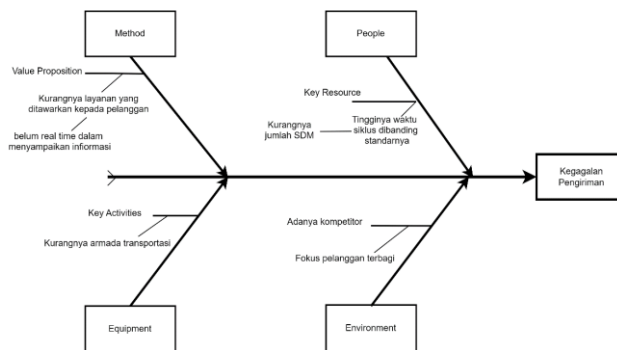 Method
People
Value Proposition
Kurangnya layanan yang
ditawarkan kepada pelanggan
belum real time dalam
menyampaikan informasi
Key Resource
Kurangnya
jumlah SDM
Tingginya waktu
siklus dibanding
standarnya
Kegagalan
Pengiriman
Key Activities
Kurangnya armada transportasi
Adanya kompetitor
Fokus pelanggan terbagi
Equipment
Environment